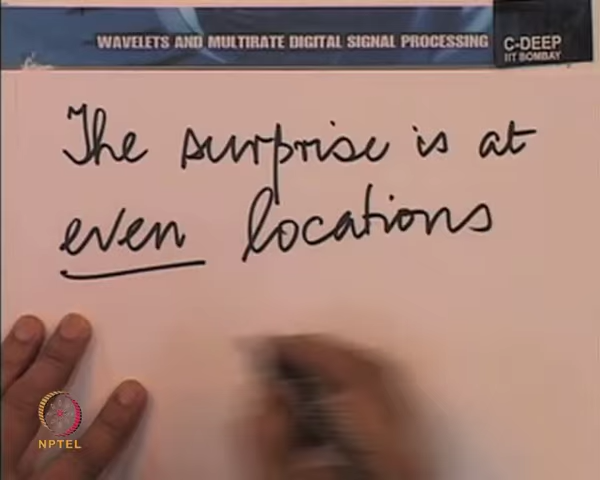 WAVELETS AND MULTIRATE DIGITAL SIGNAL PROCESSING
C-DEEP
IIT BOMBAY
The surprise is at
even locations
NPTEL